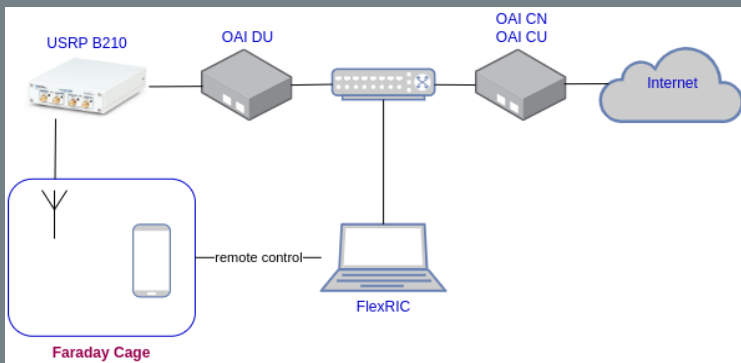 USRP B210
OAI DU
OAI CN
OAI CU
Internet
remote control
FlexRIC
Faraday Cage